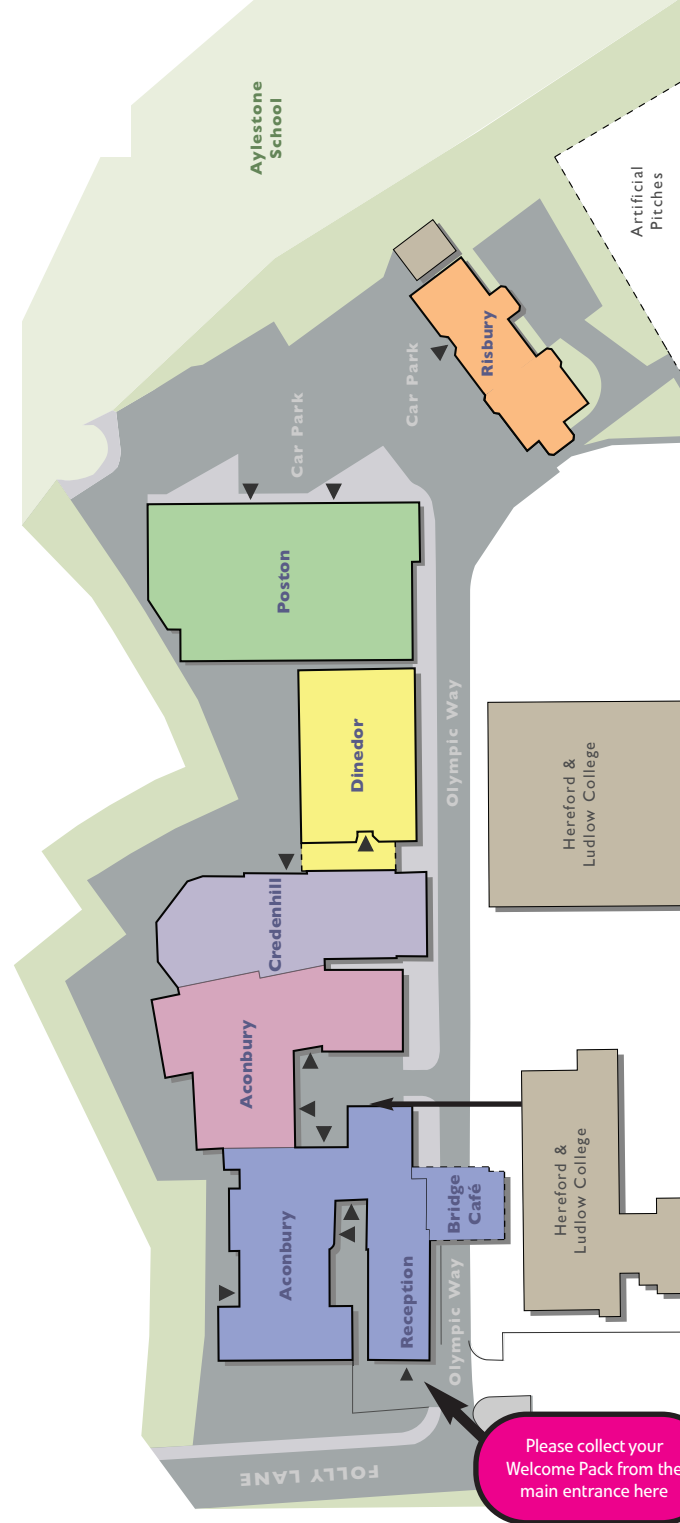 Aylestone
School
Artificial
Pitches
Risbury
Car Park
Car Park
Poston
Olympic Way
Dinedor
Hereford &
Ludlow College
Credenhill
Aconbury
Hereford &
Ludlow College
Bridge
Café
Aconbury
Reception
Olympic Way
FOLLY LANE
Please collect your
Welcome Pack from the
main entrance here